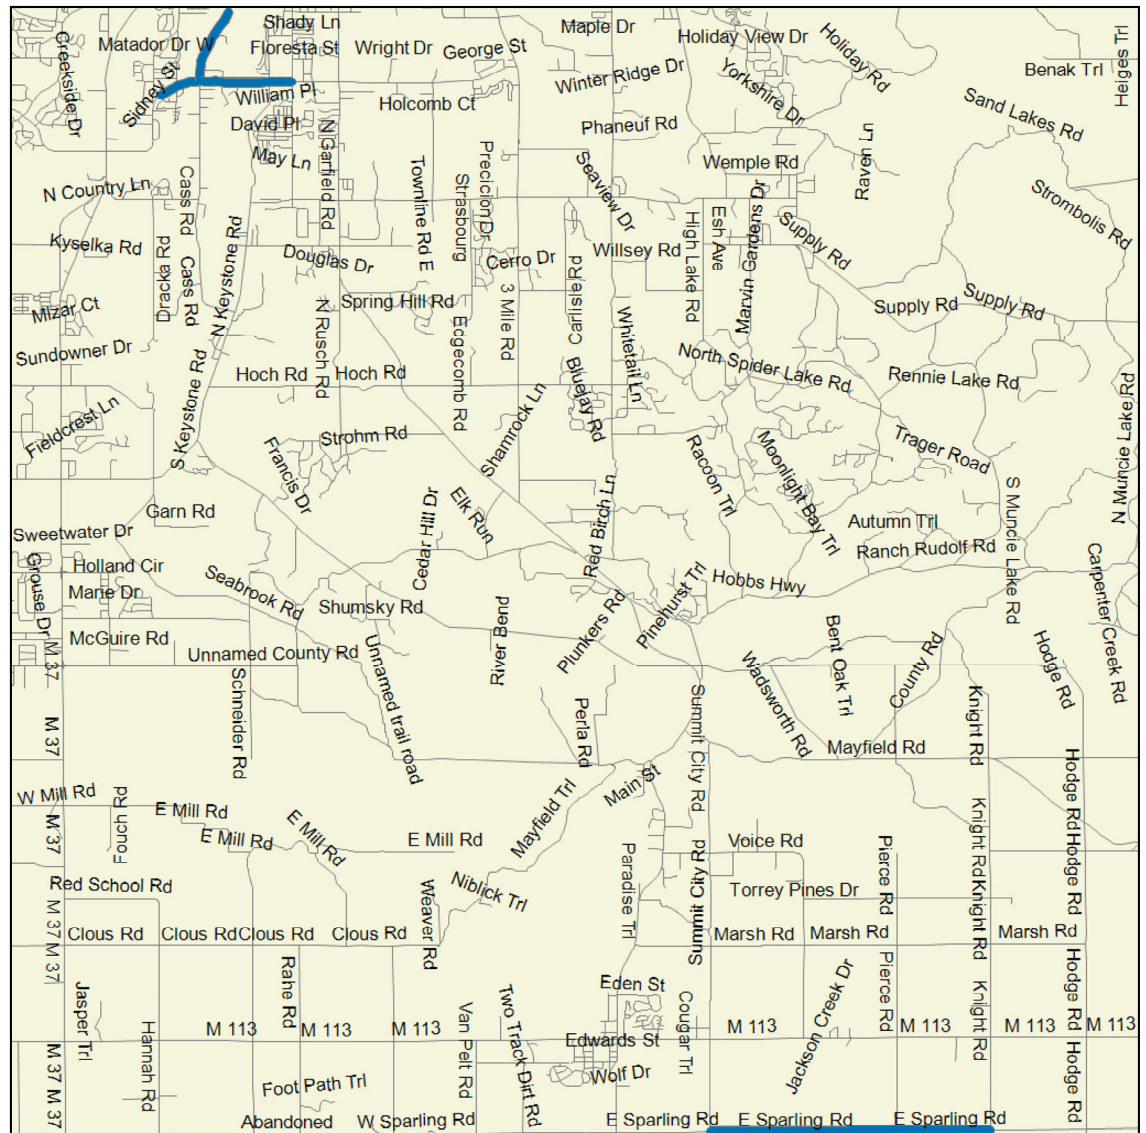 Shady Ln
Maple Dr
Creekside Dr
Matador Dr W
Floresta St
Wright Dr
George St
Holiday View Dr
Holiday Rd
Heiges Trl
Benak Trl
Sidney St
William Pl
Holcomb Ct
Winter Ridge Dr
Yorkshire Dr
Sand Lakes Rd
David Pl
N Garfield Rd
Phaneuf Rd
Raven Ln
May Ln
Wemple Rd
N Country Ln
Cass Rd
Townline Rd E
Strasbourg
Precicion Dr
Seaview Dr
Strombolis Rd
Kyselka Rd
Dracka Rd
N Keystone Rd
Douglas Dr
Cerro Dr
Willsey Rd
High Lake Rd
Esh Ave
Marvin Gardens Dr
Supply Rd
Cass Rd
Mizar Ct
Spring Hill Rd
N Rusch Rd
Edgecomb Rd
3 Mile Rd
Carlisle Rd
Whitetail Ln
Supply Rd
Supply Rd
Sundowner Dr
Hoch Rd
Hoch Rd
Bluejay Rd
North Spider Lake Rd
Rennie Lake Rd
N Muncie Lake Rd
Fieldcrest Ln
S Keystone Rd
Francis Dr
Strohm Rd
Shamrock Ln
Racoon Trl
Moonlight Bay Trl
Trager Road
Garn Rd
Cedar Hill Dr
Elk Run
Red Birch Ln
Autumn Trl
S Muncie Lake Rd
Sweetwater Dr
Ranch Rudolf Rd
Grouse Dr
Holland Cir
Marie Dr
Seabrook Rd
Shumsky Rd
Pinehurst Trl
Hobbs Hwy
Carpenter Creek Rd
McGuire Rd
Unnamed County Rd
Unnamed trail road
River Bend
Plunkers Rd
Bent Oak Trl
County Rd
Hodge Rd
M 37
Schneider Rd
Perla Rd
Summit City Rd
Wadsworth Rd
Knight Rd
M 37
Mayfield Rd
W Mill Rd
Fouch Rd
Main St
Hodge Rd
M 37
E Mill Rd
E Mill Rd
E Mill Rd
E Mill Rd
Mayfield Trl
Voice Rd
Knight Rd
Hodge Rd
Red School Rd
Niblick Trl
Paradise Trl
Summit City Rd
Torrey Pines Dr
Pierce Rd
Knight Rd
M 37
Clous Rd
Clous Rd
Clous Rd
Clous Rd
Weaver Rd
Marsh Rd
Marsh Rd
Marsh Rd
M 37
Jasper Trl
Rahe Rd
Eden St
Cougar Trl
Jackson Creek Dr
Pierce Rd
Knight Rd
Hodge Rd
Hannah Rd
M 113
M 113
M 113
Van Pelt Rd
Two Track Dirt Rd
Edwards St
M 113
M 113
M 113
M 113
M 37
Foot Path Trl
Wolf Dr
Hodge Rd
M 37
Abandoned
W Sparling Rd
E Sparling Rd
E Sparling Rd
E Sparling Rd